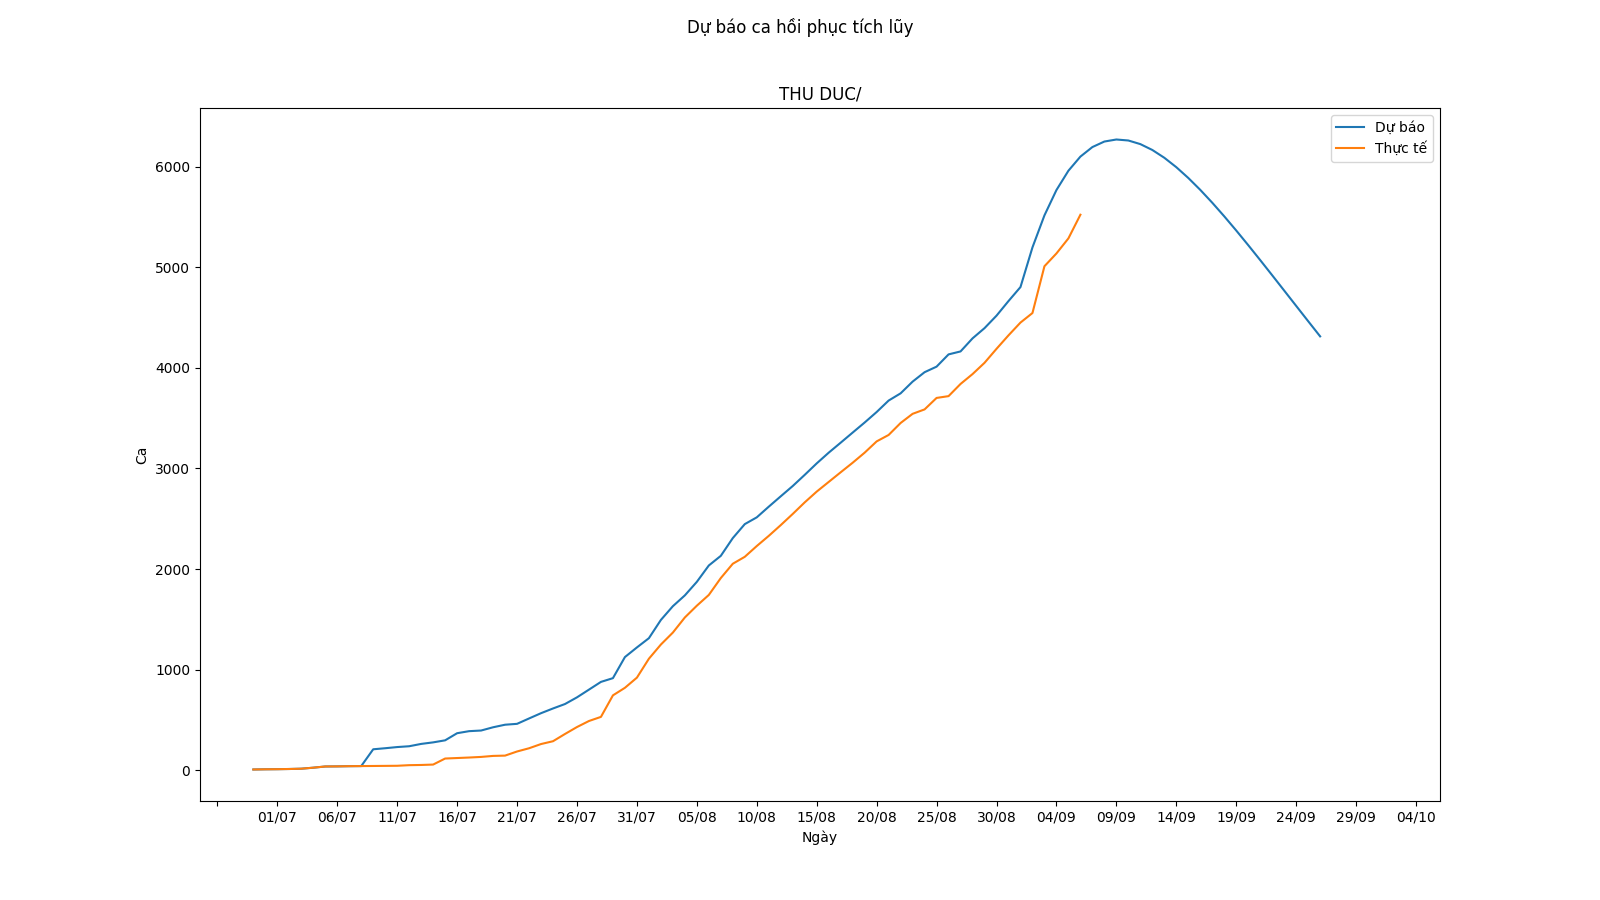 Dự báo ca hồi phục tích lũy
THU DUC/
Dự báo
Thực tế
6000
5000
4000
3000
2000
1000
0
Ca
01/07 06/07 11/07 16/07 21/07 26/07 31/07 05/08 10/08 15/08 20/08 25/08 30/08 04/09 09/09 14/09 19/09 24/09 29/09 04/10
Ngày